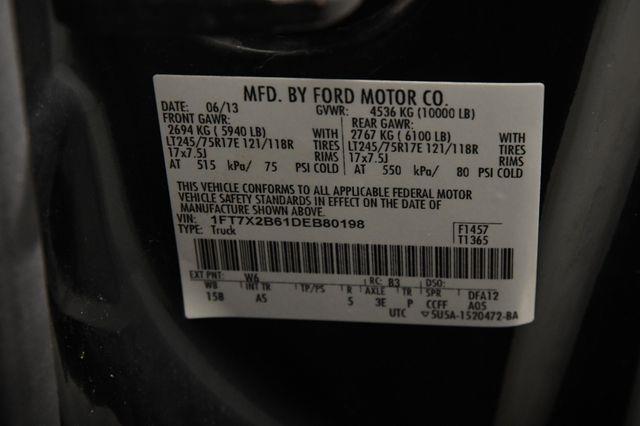 MFD. BY FORD MOTOR CO.
DATE: 06/13 GVWR: 4536 KG (10000 LB)
FRONT GAWR: REAR GAWR:
2694 KG ( 5940 LB) WITH 2767 KG ( 6100 LB) WITH
LT245/75R17E 121/118R TIRES LT245/75R17E 121/118R TIRES
17x7.5J RIMS 17x7.5J RIMS
AT 515 kPa/ 75 PSI COLD AT 550 kPa/ 80 PSI COLD
THIS VEHICLE CONFORMS TO ALL APPLICABLE FEDERAL MOTOR
VEHICLE SAFETY STANDARDS IN EFFECT ON THE DATE OF
MANUFACTURE SHOWN ABOVE.
VIN: 1FT7X2B61DEB80198 F1457
TYPE: Truck T1365
EXT PNT: W6 RC: 83 DSO:
WB INT TR TP/PS R AXLE TR SPR DFA12
158 AS 5 3E P CCFF A05
UTC ▽5U5A-1520472-BA